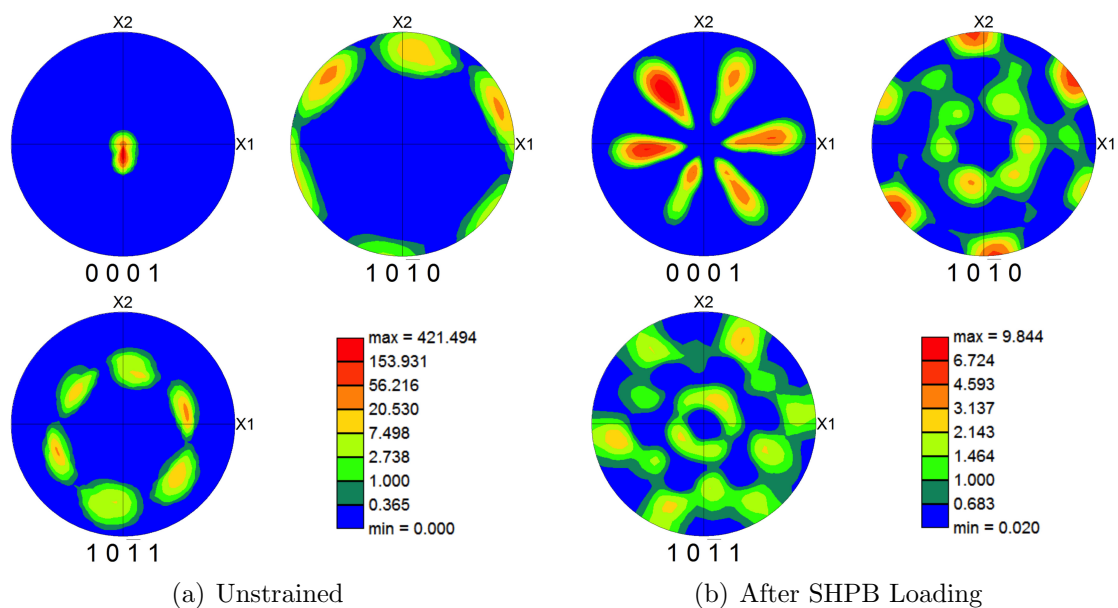 X2
X1
0 0 0 1
X2
X1
1 0 1̅ 0
X2
X1
1 0 1̅ 1
max = 421.494
153.931
56.216
20.530
7.498
2.738
1.000
0.365
min = 0.000
(a) Unstrained
X2
X1
0 0 0 1
X2
X1
1 0 1̅ 0
X2
X1
1 0 1̅ 1
max = 9.844
6.724
4.593
3.137
2.143
1.464
1.000
0.683
min = 0.020
(b) After SHPB Loading